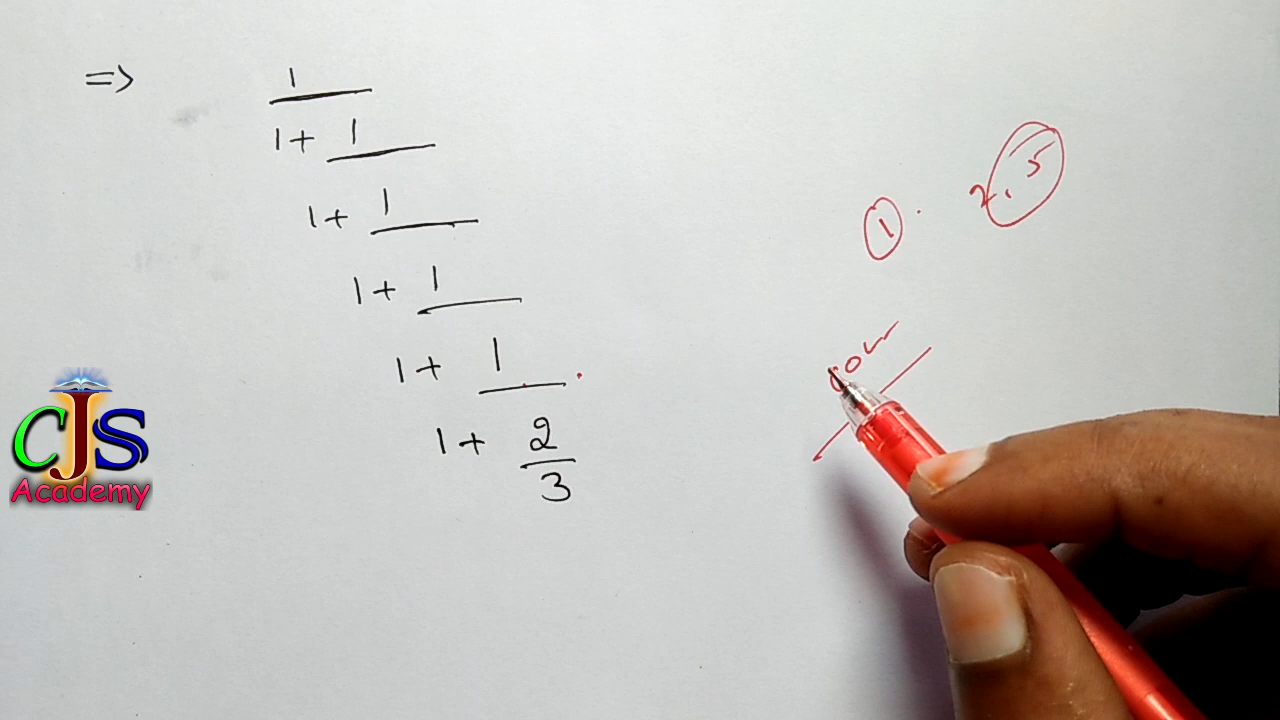 => 1
1 + 1
1 + 1
1 + 1
1 + 1
1 + 2
3
1 .
2, 5
CJS
Academy